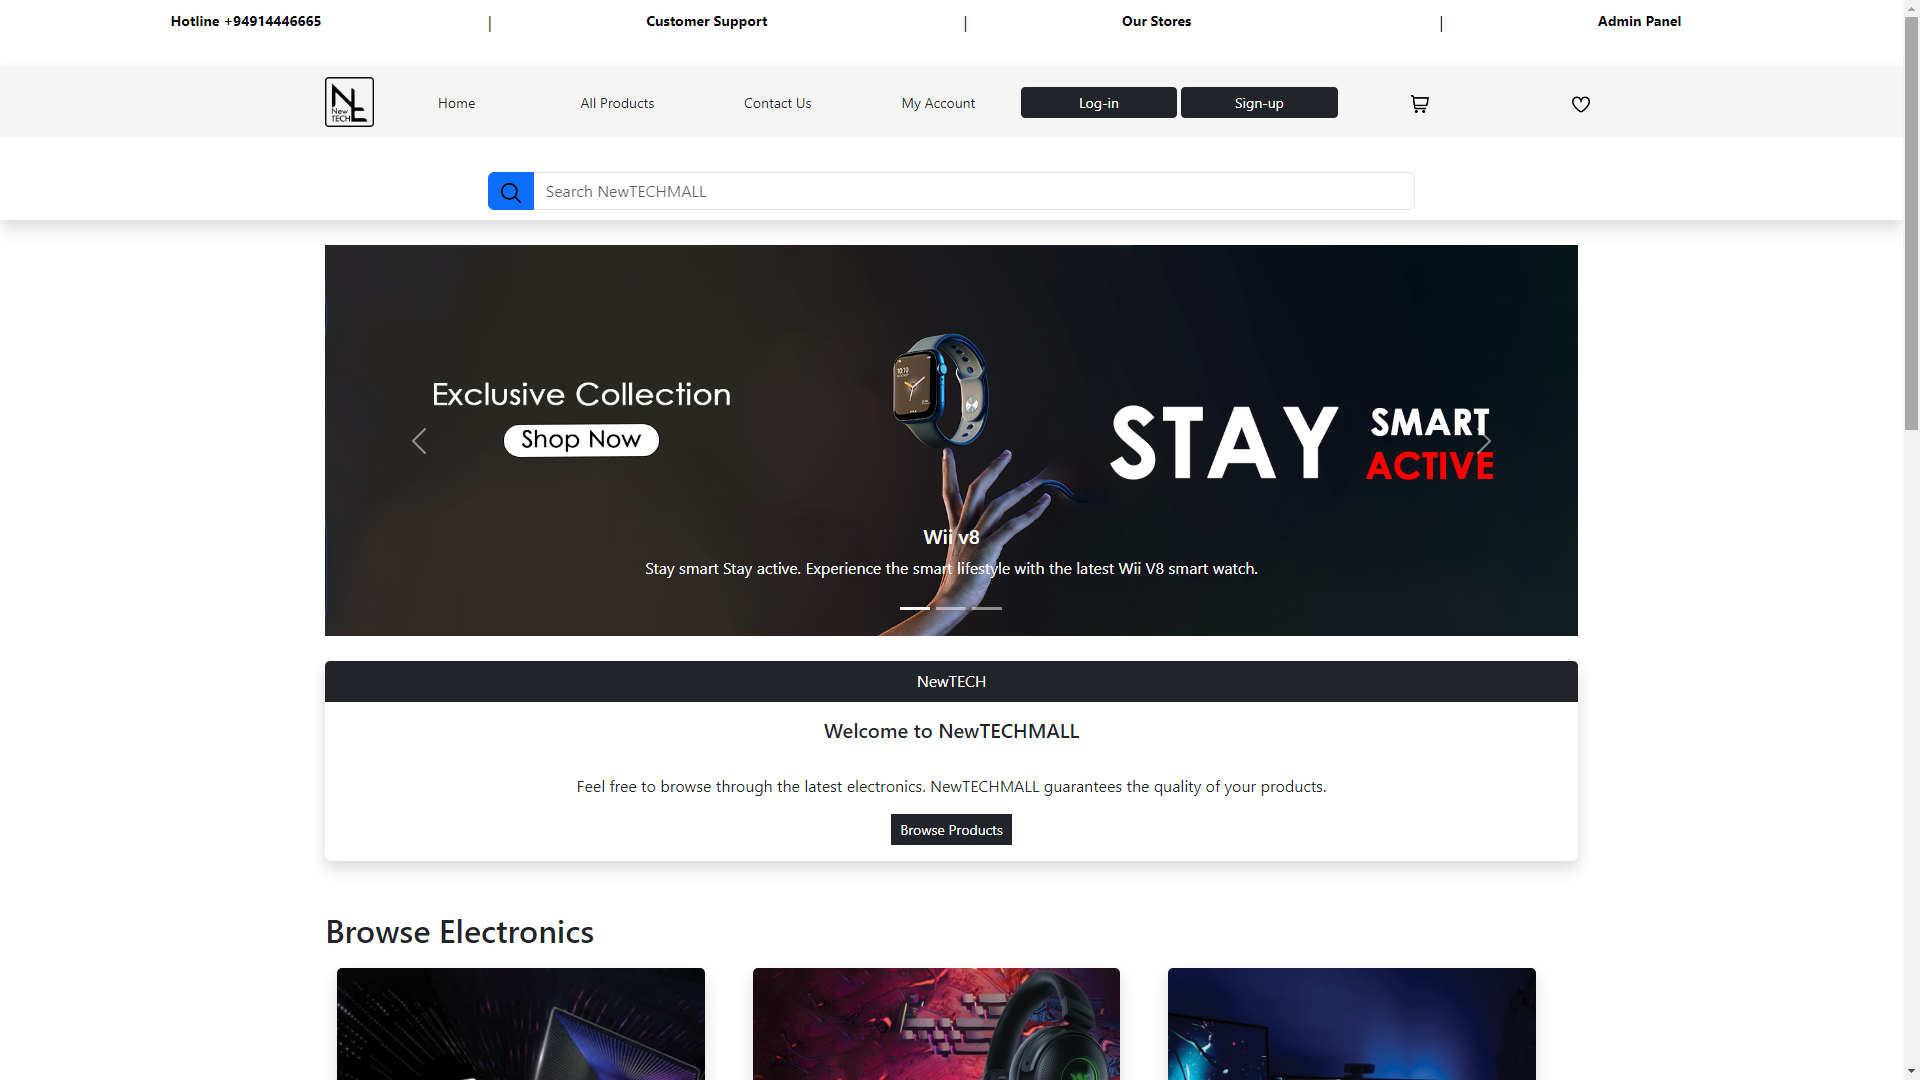 Hotline +94914446665 | Customer Support | Our Stores | Admin Panel
New
TECH
Home All Products Contact Us My Account Log-in Sign-up
Search NewTECHMALL
Exclusive Collection
Shop Now
10:10
STAY SMART
ACTIVE
Wii v8
Stay smart Stay active. Experience the smart lifestyle with the latest Wii V8 smart watch.
NewTECH
Welcome to NewTECHMALL
Feel free to browse through the latest electronics. NewTECHMALL guarantees the quality of your products.
Browse Products
Browse Electronics